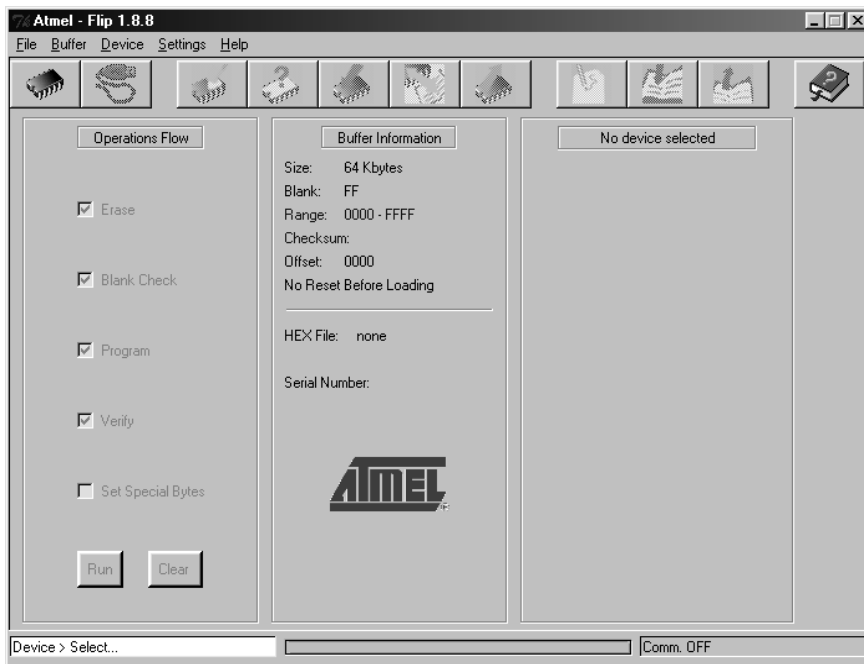 Atmel - Flip 1.8.8
File Buffer Device Settings Help
Operations Flow
Erase
Blank Check
Program
Verify
Set Special Bytes
Run Clear
Buffer Information
Size: 64 Kbytes
Blank: FF
Range: 0000 - FFFF
Checksum:
Offset: 0000
No Reset Before Loading
HEX File: none
Serial Number:
ATMEL
No device selected
Device > Select...
Comm. OFF